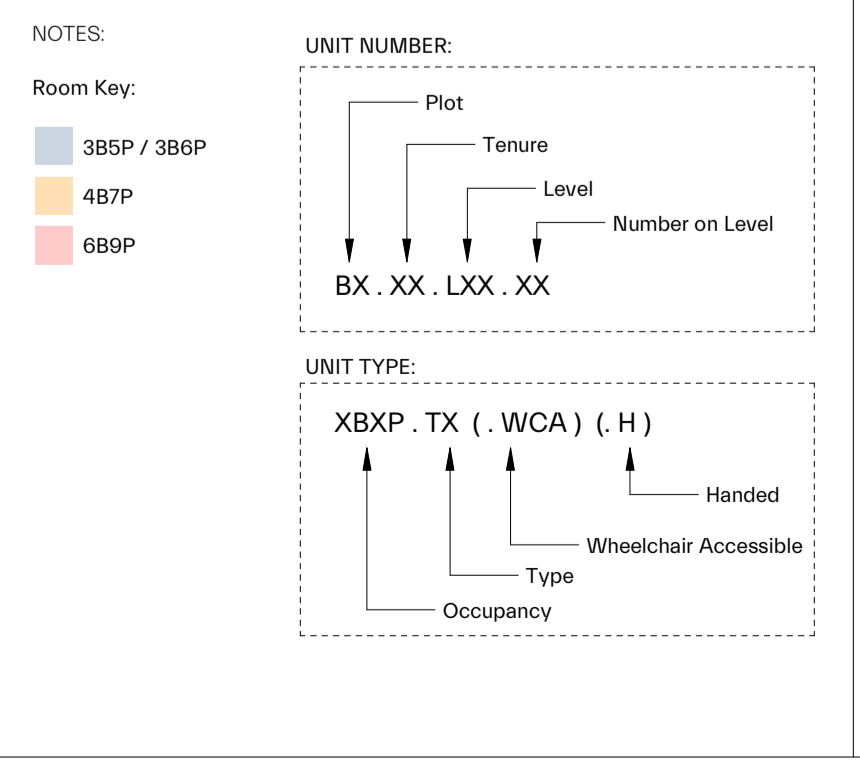 NOTES:
Room Key:
3B5P / 3B6P
4B7P
6B9P
UNIT NUMBER:
Plot
Tenure
Level
Number on Level
BX . XX . LXX . XX
UNIT TYPE:
XBXP . TX ( . WCA ) (. H )
Handed
Wheelchair Accessible
Type
Occupancy